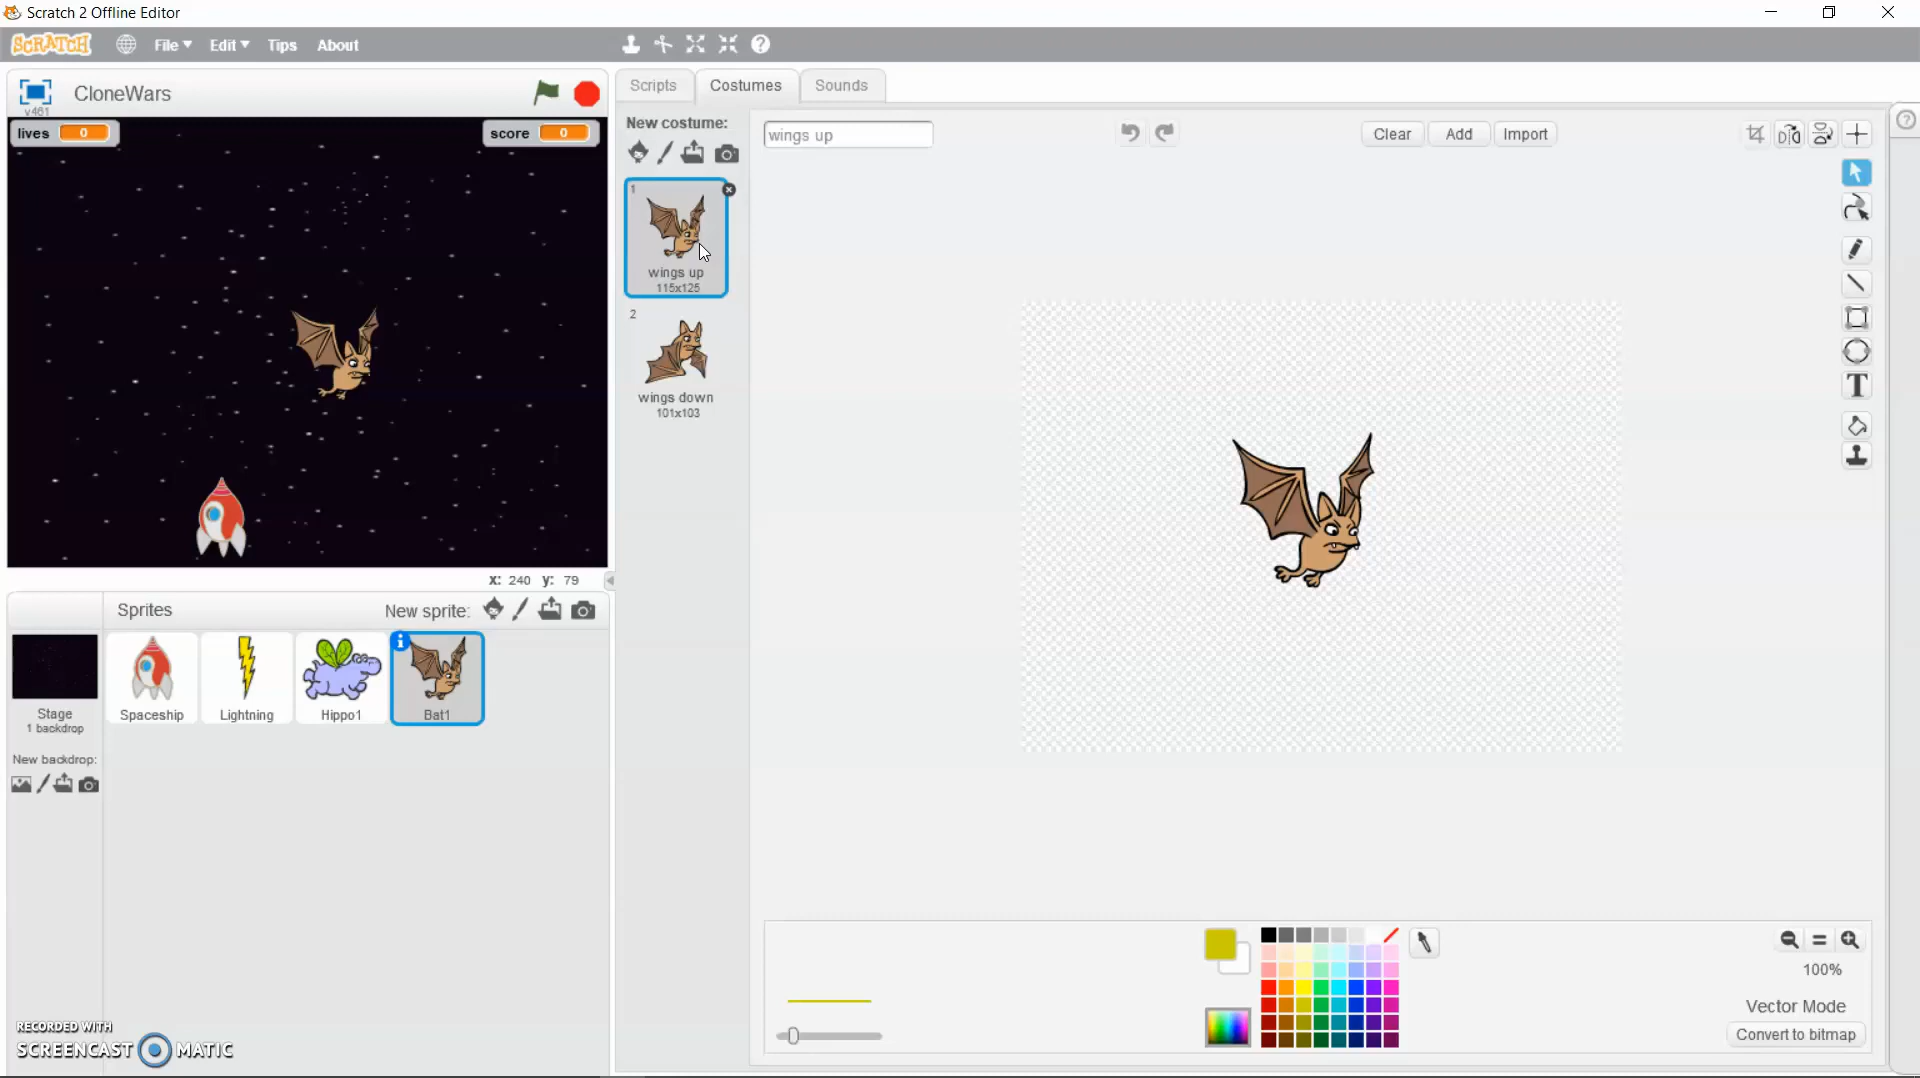 Scratch 2 Offline Editor
SCRATCH File Edit Tips About
CloneWars
v461
lives 0
score 0
x: 240 y: 79
Sprites New sprite:
Stage
1 backdrop
New backdrop:
Spaceship
Lightning
Hippo1
Bat1
Scripts Costumes Sounds
New costume:
1
wings up
115x125
2
wings down
101x103
wings up
Clear Add Import
T
100%
Vector Mode
Convert to bitmap
RECORDED WITH
SCREENCAST MATIC